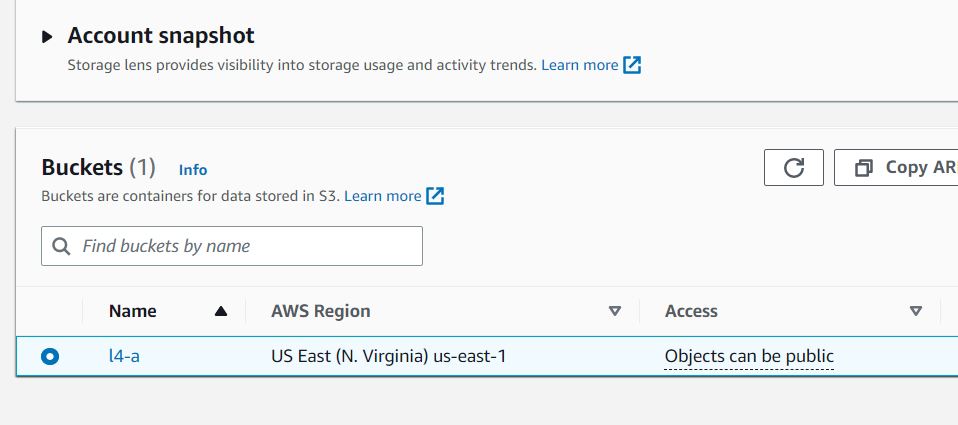 Account snapshot
Storage lens provides visibility into storage usage and activity trends. Learn more
Buckets (1) Info
Copy AR
Buckets are containers for data stored in S3. Learn more
Find buckets by name
Name AWS Region Access
l4-a US East (N. Virginia) us-east-1 Objects can be public